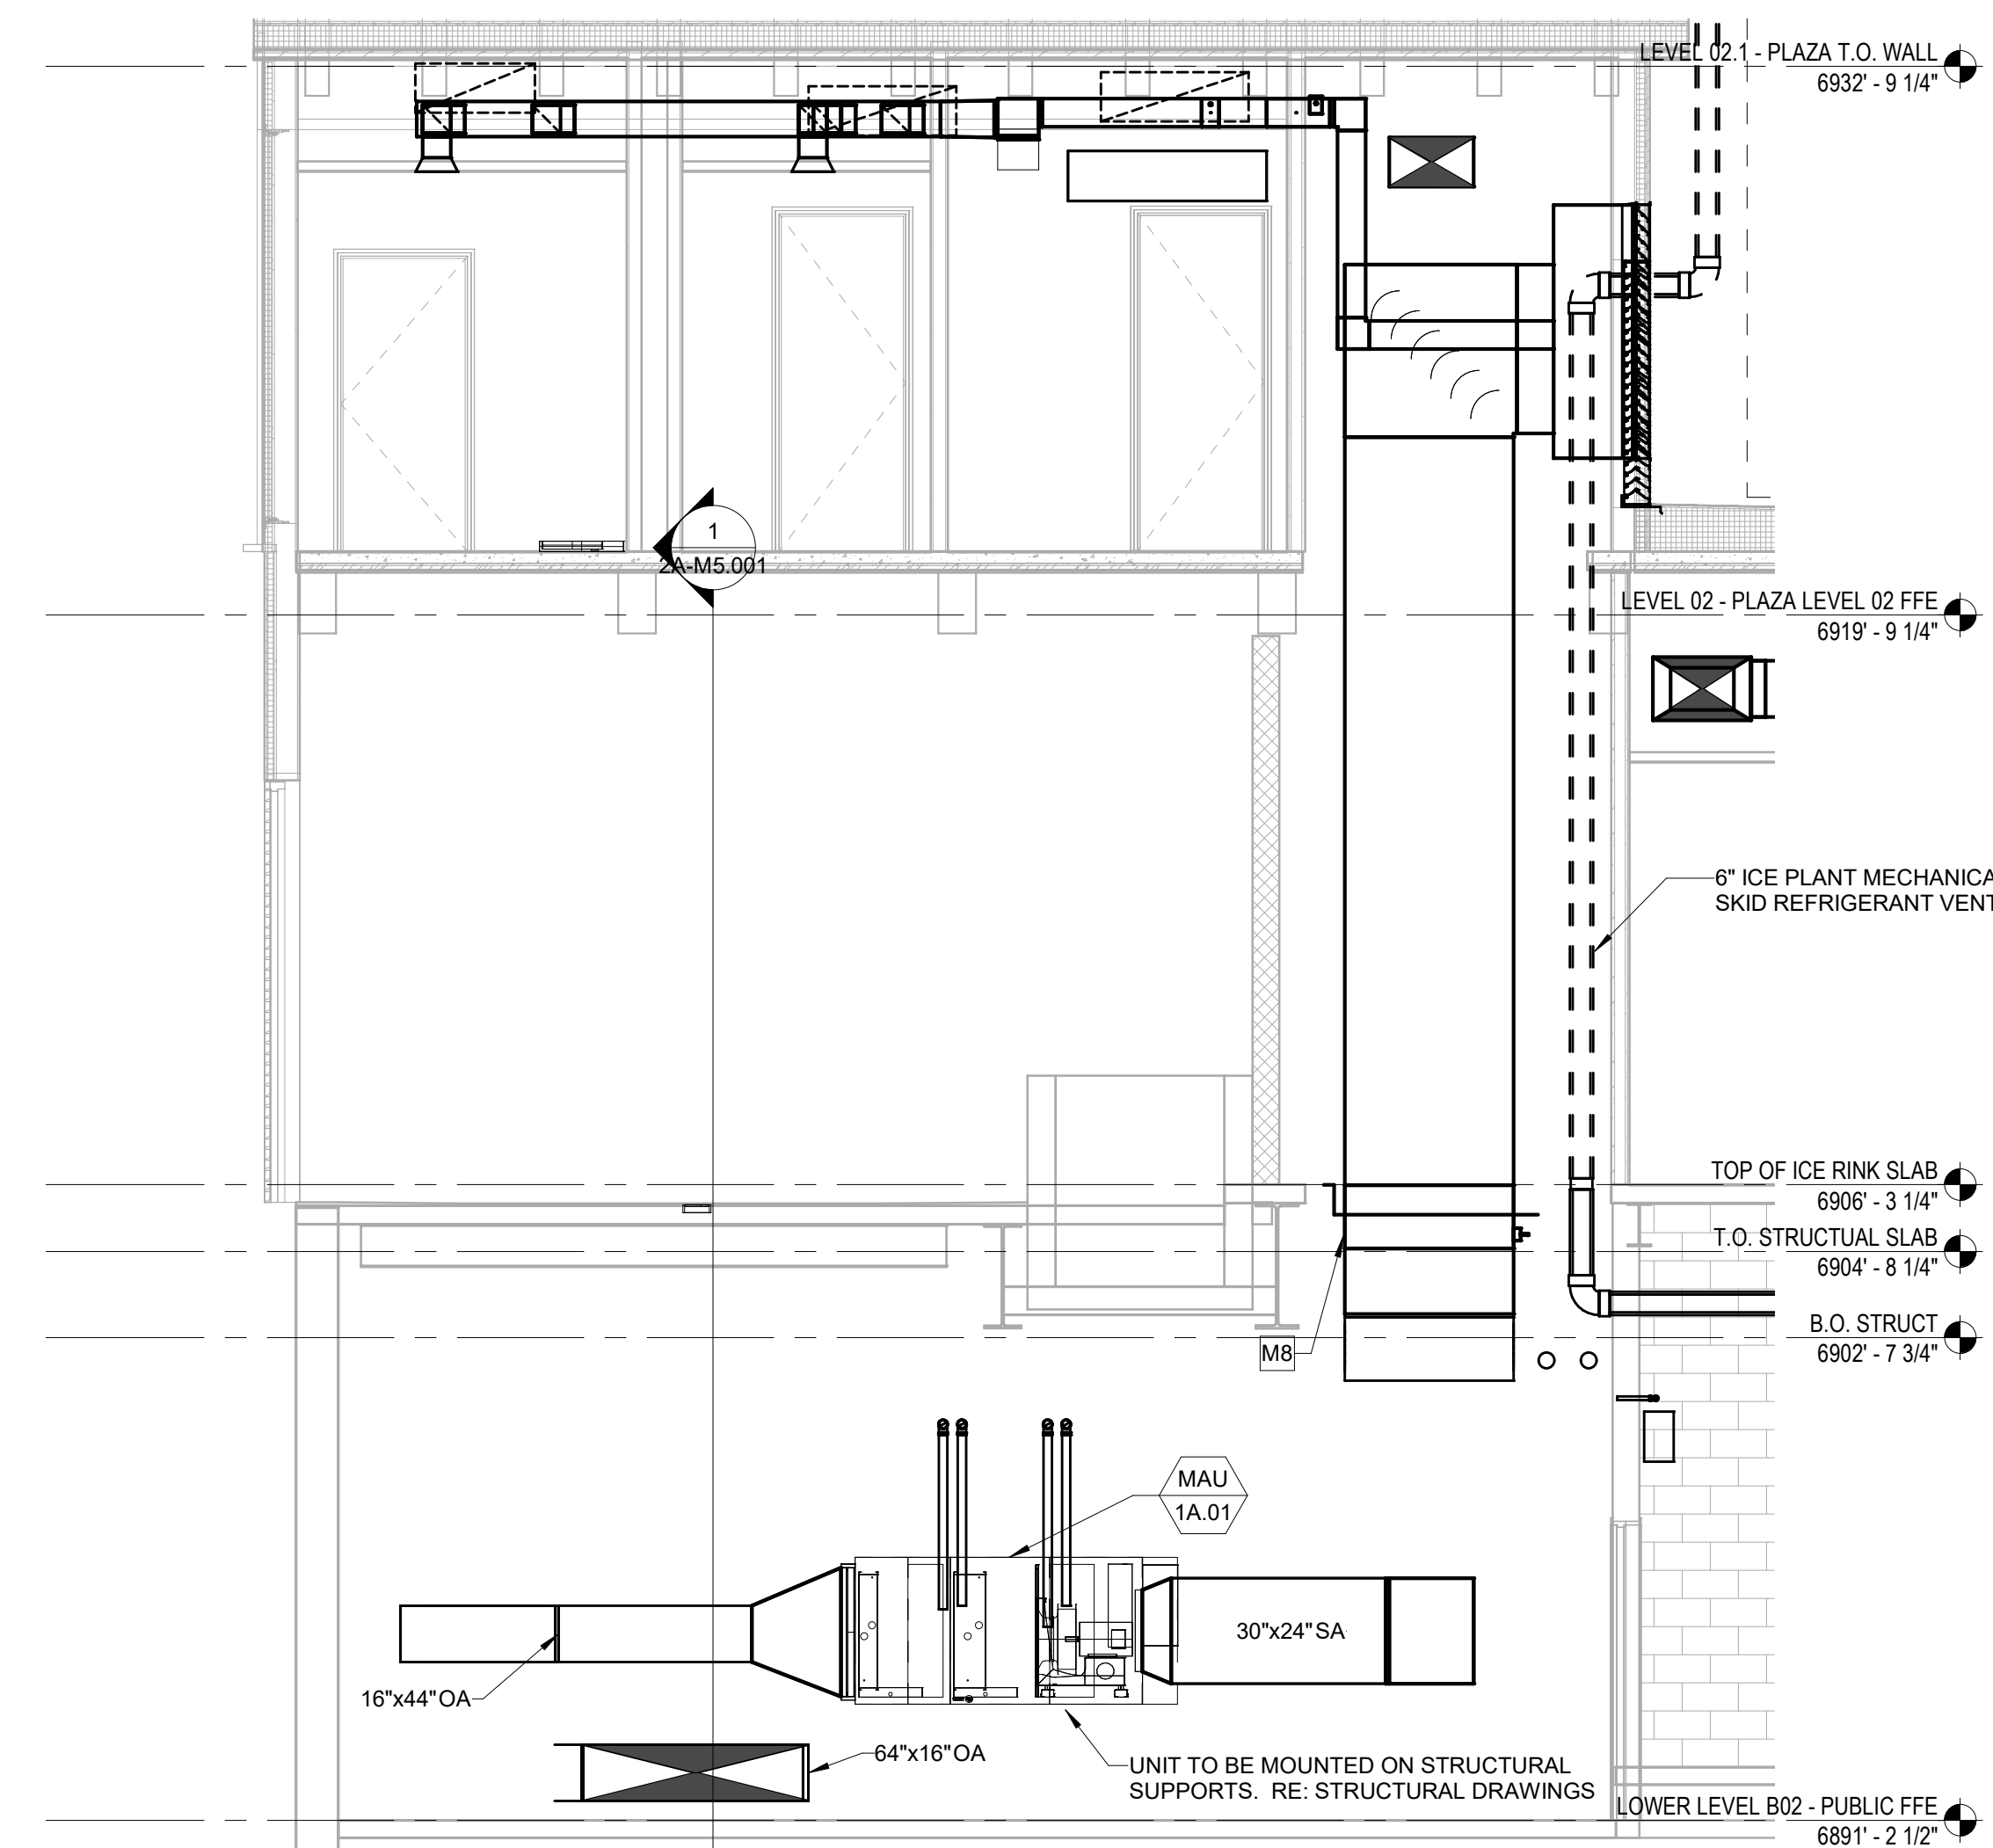 LEVEL 02.1 - PLAZA T.O. WALL
6932' - 9 1/4"
1
2A-M5.001
LEVEL 02 - PLAZA LEVEL 02 FFE
6919' - 9 1/4"
6" ICE PLANT MECHANICA
SKID REFRIGERANT VENT
TOP OF ICE RINK SLAB
6906' - 3 1/4"
T.O. STRUCTUAL SLAB
6904' - 8 1/4"
B.O. STRUCT
6902' - 7 3/4"
M8
MAU
1A.01
30"x24" SA
16"x44" OA
64"x16" OA
UNIT TO BE MOUNTED ON STRUCTURAL
SUPPORTS. RE: STRUCTURAL DRAWINGS
LOWER LEVEL B02 - PUBLIC FFE
6891' - 2 1/2"